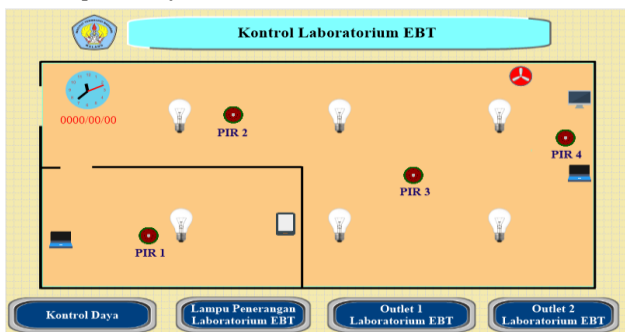 Kontrol Laboratorium EBT
0000/00/00
PIR 2
PIR 4
PIR 3
PIR 1
Kontrol Daya
Lampu Penerangan
Laboratorium EBT
Outlet 1
Laboratorium EBT
Outlet 2
Laboratorium EBT